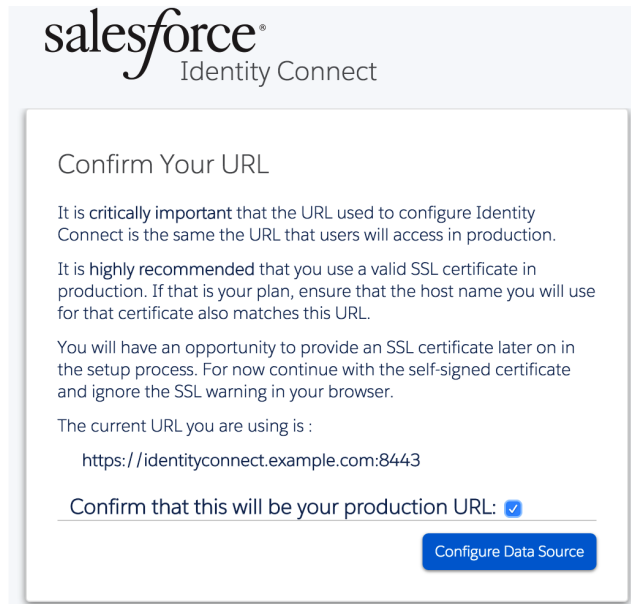 salesforce®
Identity Connect
Confirm Your URL
It is critically important that the URL used to configure Identity
Connect is the same the URL that users will access in production.
It is highly recommended that you use a valid SSL certificate in
production. If that is your plan, ensure that the host name you will use
for that certificate also matches this URL.
You will have an opportunity to provide an SSL certificate later on in
the setup process. For now continue with the self-signed certificate
and ignore the SSL warning in your browser.
The current URL you are using is :
https://identityconnect.example.com:8443
Confirm that this will be your production URL:
Configure Data Source